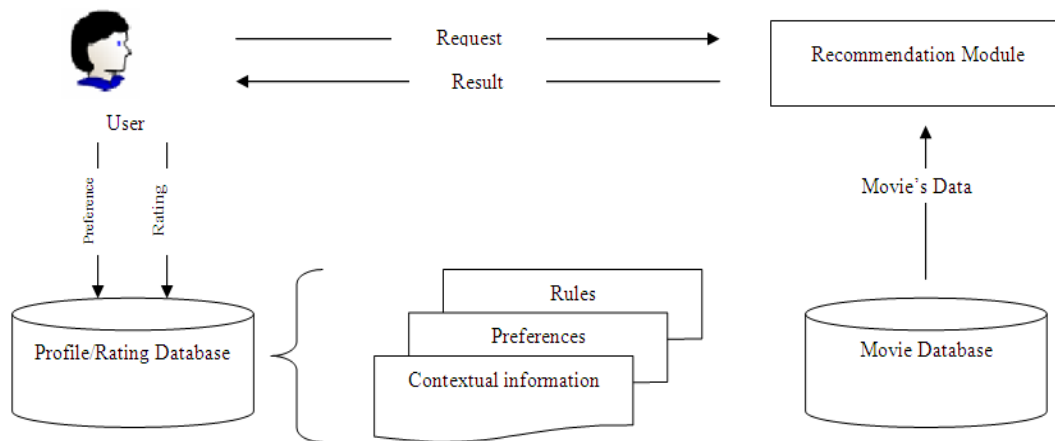 Request
Recommendation Module
Result
User
Preference
Rating
Movie's Data
Rules
Preferences
Profile/Rating Database
Contextual information
Movie Database